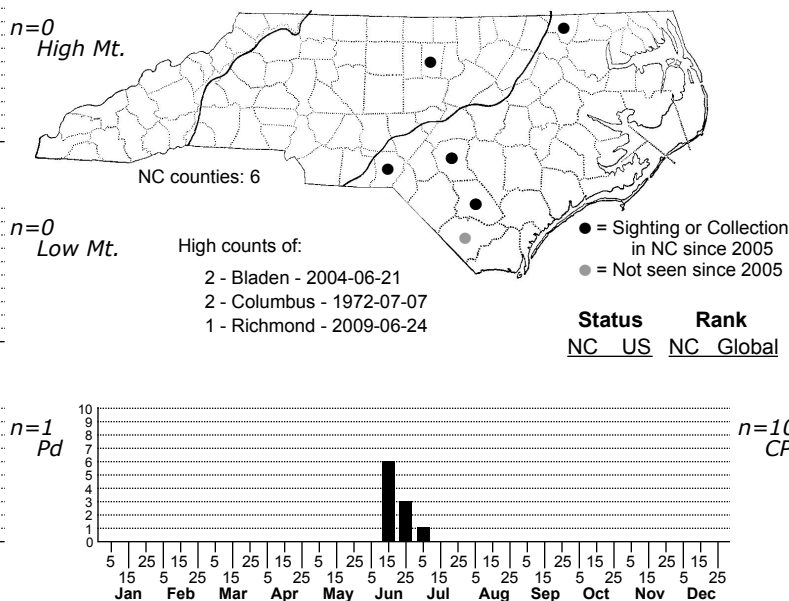 n=0
High Mt.
NC counties: 6
n=0
Low Mt.
High counts of:
2 - Bladen - 2004-06-21
2 - Columbus - 1972-07-07
1 - Richmond - 2009-06-24
● = Sighting or Collection
in NC since 2005
● = Not seen since 2005
Status Rank
NC US NC Global
n=1
Pd
n=10
CP
10
9
8
7
6
5
4
3
2
1
0
5 25 15 5 25 15 5 25 15 5 25 15 5 25 15 5 25 15
15 5 25 15 5 25 15 5 25 15 5 25 15 5 25 15 5 25
Jan Feb Mar Apr May Jun Jul Aug Sep Oct Nov Dec